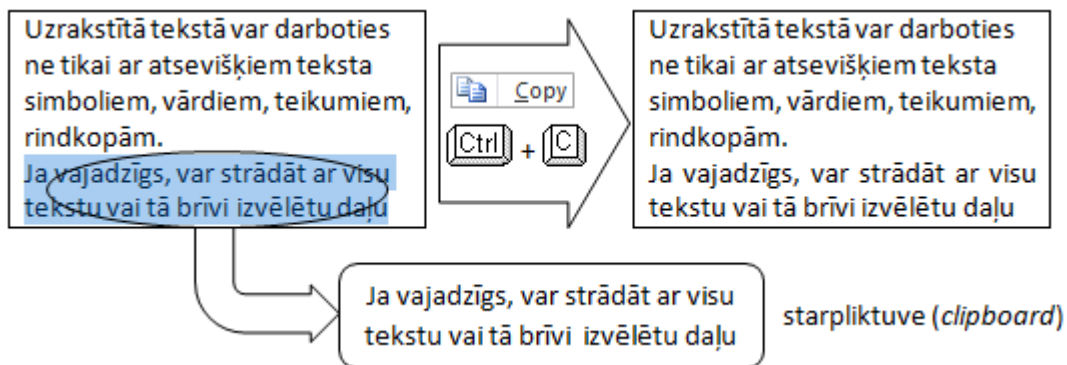 Uzrakstītā tekstā var darboties
ne tikai ar atsevišķiem teksta
simboliem, vārdiem, teikumiem,
rindkopām.
Ja vajadzīgs, var strādāt ar visu
tekstu vai tā brīvi izvēlētu daļu
Copy
Ctrl + C
Uzrakstītā tekstā var darboties
ne tikai ar atsevišķiem teksta
simboliem, vārdiem, teikumiem,
rindkopām.
Ja vajadzīgs, var strādāt ar visu
tekstu vai tā brīvi izvēlētu daļu
Ja vajadzīgs, var strādāt ar visu
tekstu vai tā brīvi izvēlētu daļu
starpliktuve (clipboard)